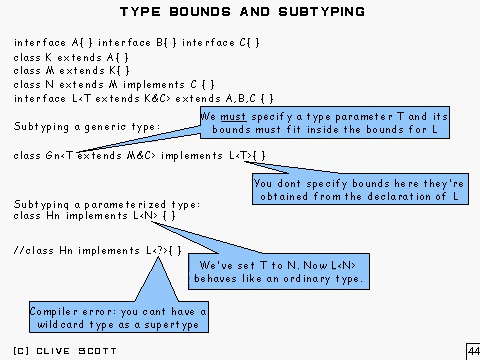 TYPE BOUNDS AND SUBTYPING
interface A{ } interface B{ } interface C{ }
class K extends A{ }
class M extends K{ }
class N extends M implements C { }
interface L<T extends K&C> extends A,B,C { }
We must specify a type parameter T and its
bounds must fit inside the bounds for L
Subtyping a generic type:
class Gn<T extends M&C> implements L<T>{ }
You dont specify bounds here they're
obtained from the declaration of L
Subtyping a parameterized type:
class Hn implements L<N> { }
//class Hn implements L<?>{ }
We've set T to N. Now L<N>
behaves like an ordinary type.
Compiler error: you cant have a
wildcard type as a supertype
(C) CLIVE SCOTT
44